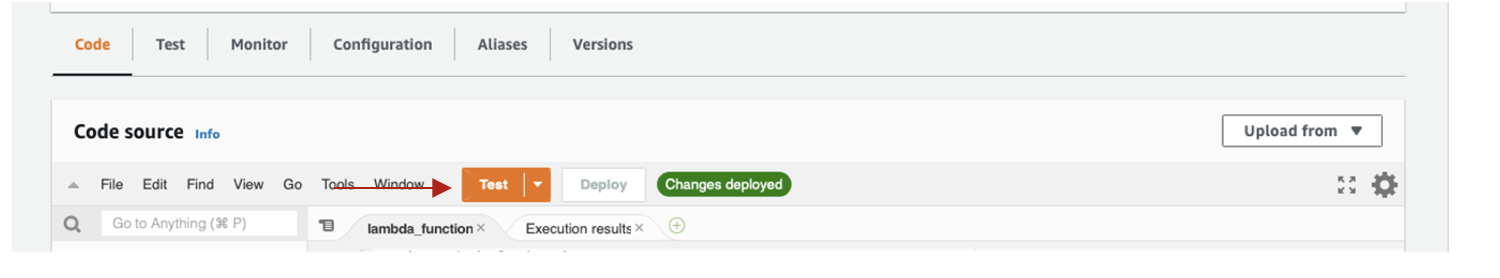 Code Test Monitor Configuration Aliases Versions
Code source Info Upload from
File Edit Find View Go Tools Window Test Deploy Changes deployed
Go to Anything (⌘ P) lambda_function × Execution results ×